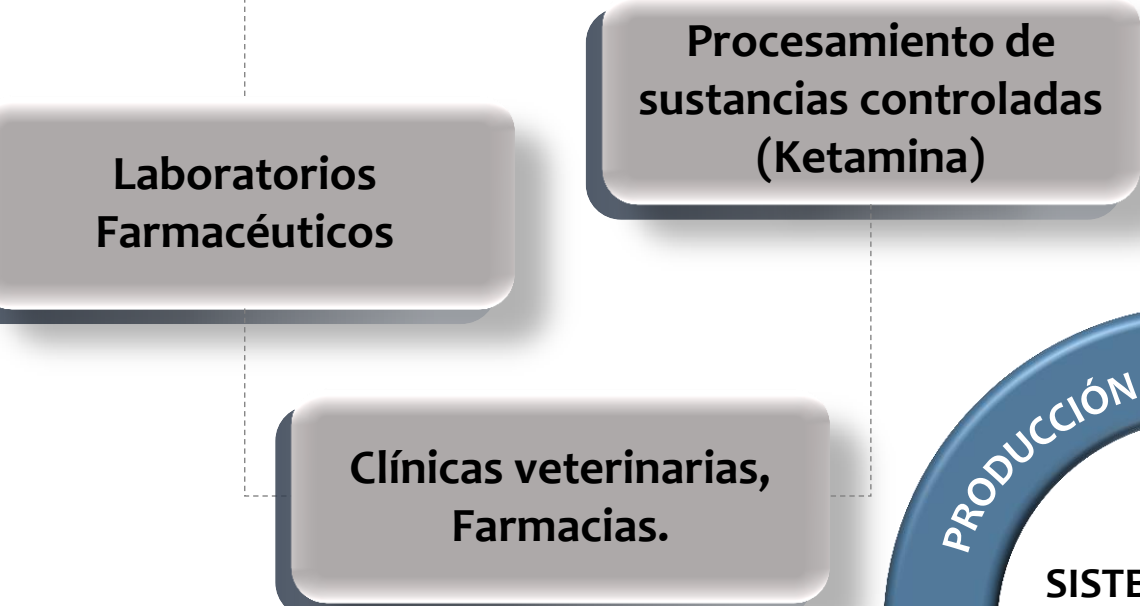 Procesamiento de
sustancias controladas
(Ketamina)
Laboratorios
Farmacéuticos
Clínicas veterinarias,
Farmacias.
PRODUCCIÓN